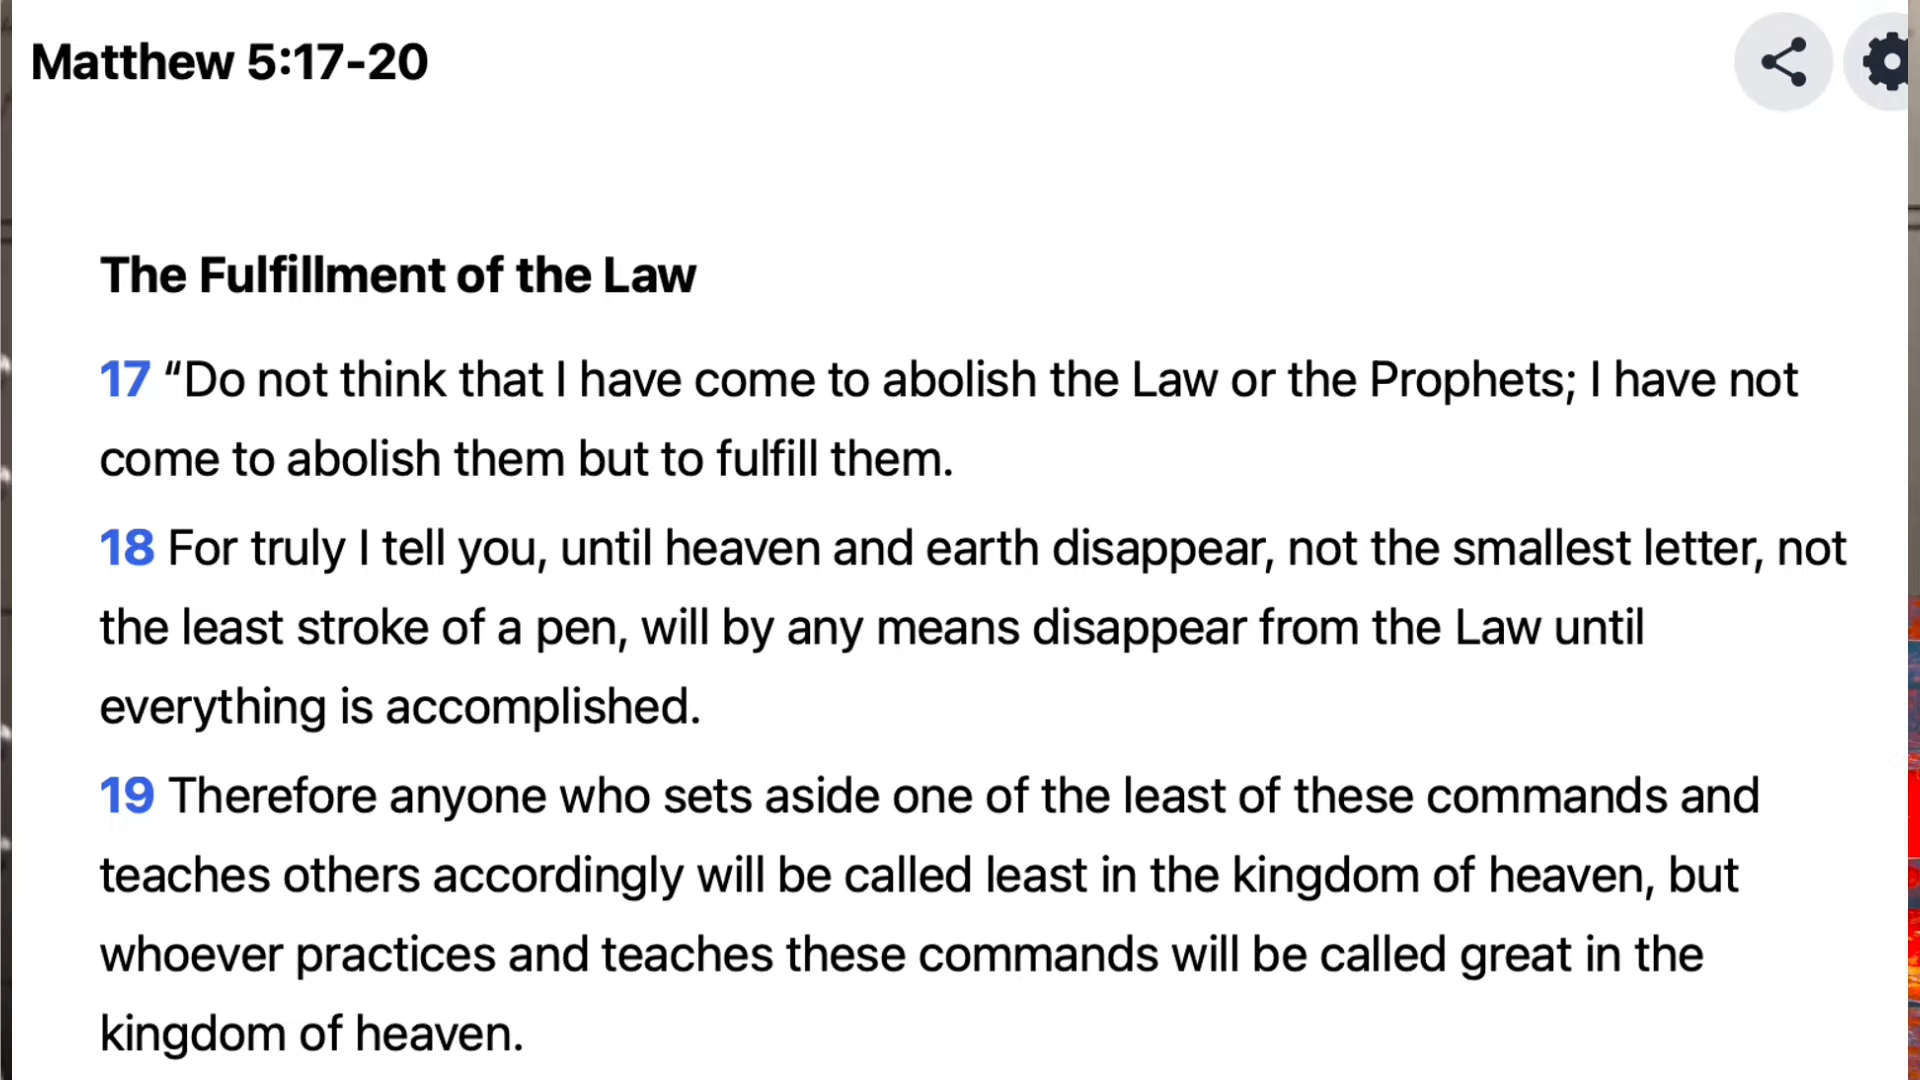 Matthew 5:17-20
The Fulfillment of the Law
17 “Do not think that I have come to abolish the Law or the Prophets; I have not
come to abolish them but to fulfill them.
18 For truly I tell you, until heaven and earth disappear, not the smallest letter, not
the least stroke of a pen, will by any means disappear from the Law until
everything is accomplished.
19 Therefore anyone who sets aside one of the least of these commands and
teaches others accordingly will be called least in the kingdom of heaven, but
whoever practices and teaches these commands will be called great in the
kingdom of heaven.